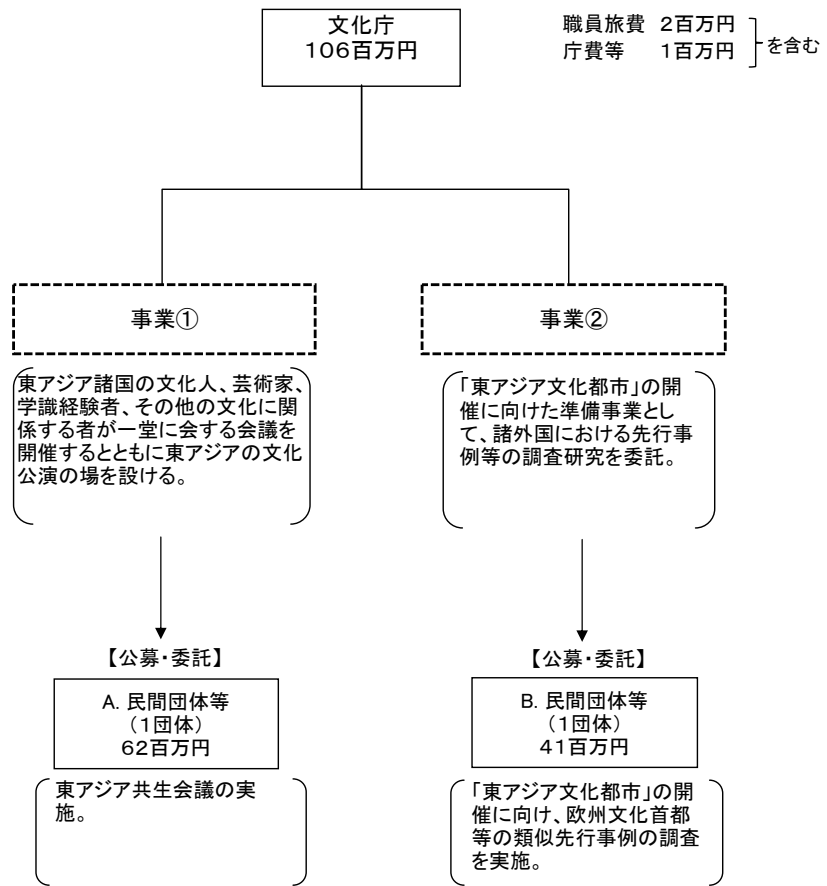 文化庁
106百万円
職員旅費 2百万円
庁費等 1百万円
を含む
事業①
東アジア諸国の文化人、芸術家、
学識経験者、その他の文化に関
係する者が一堂に会する会議を
開催するとともに東アジアの文化
公演の場を設ける。
【公募・委託】
A. 民間団体等
（1団体）
62百万円
東アジア共生会議の実
施。
事業②
「東アジア文化都市」の開
催に向けた準備事業とし
て、諸外国における先行事
例等の調査研究を委託。
【公募・委託】
B. 民間団体等
（1団体）
41百万円
「東アジア文化都市」の開
催に向け、欧州文化首都
等の類似先行事例の調査
を実施。